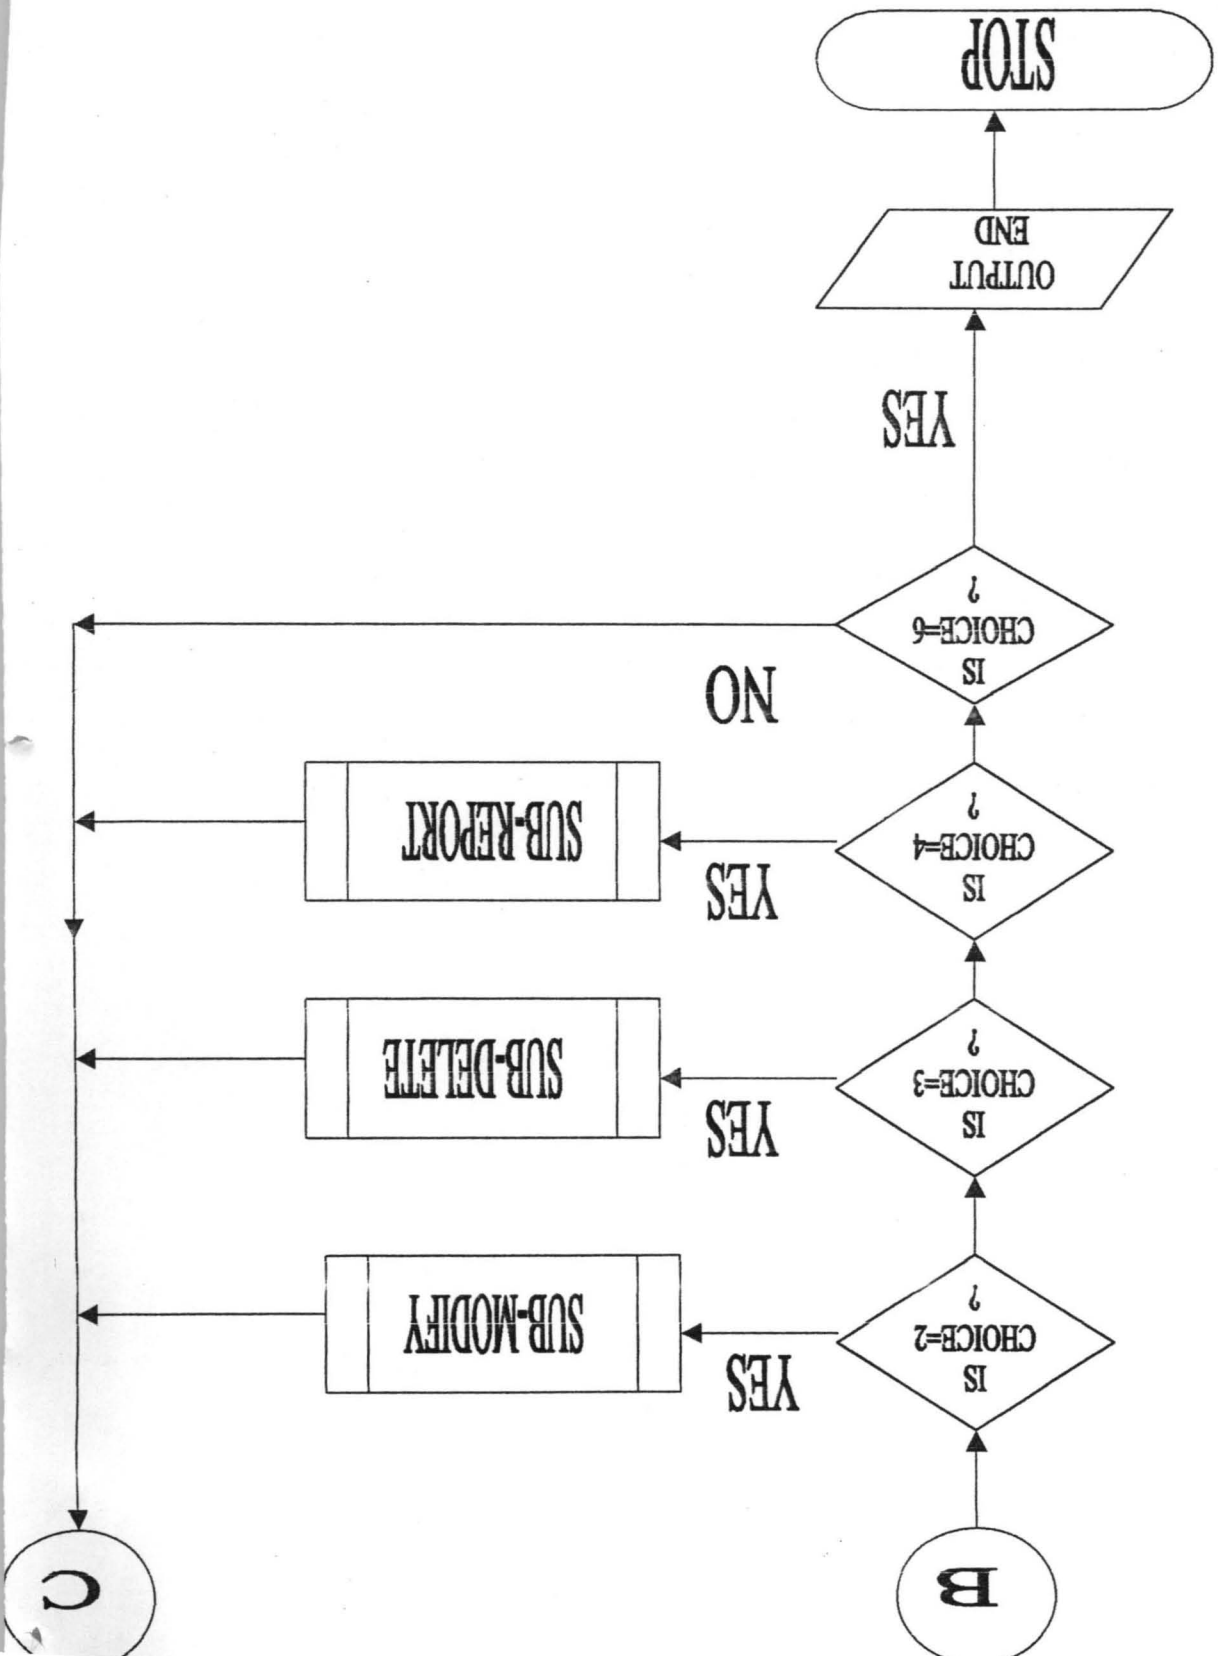 B
C
IS
CHOICE=2
?
YES
SUB-MODIFY
IS
CHOICE=3
?
YES
SUB-DELETE
IS
CHOICE=4
?
YES
SUB-REPORT
IS
CHOICE=6
?
NO
YES
OUTPUT
END
STOP